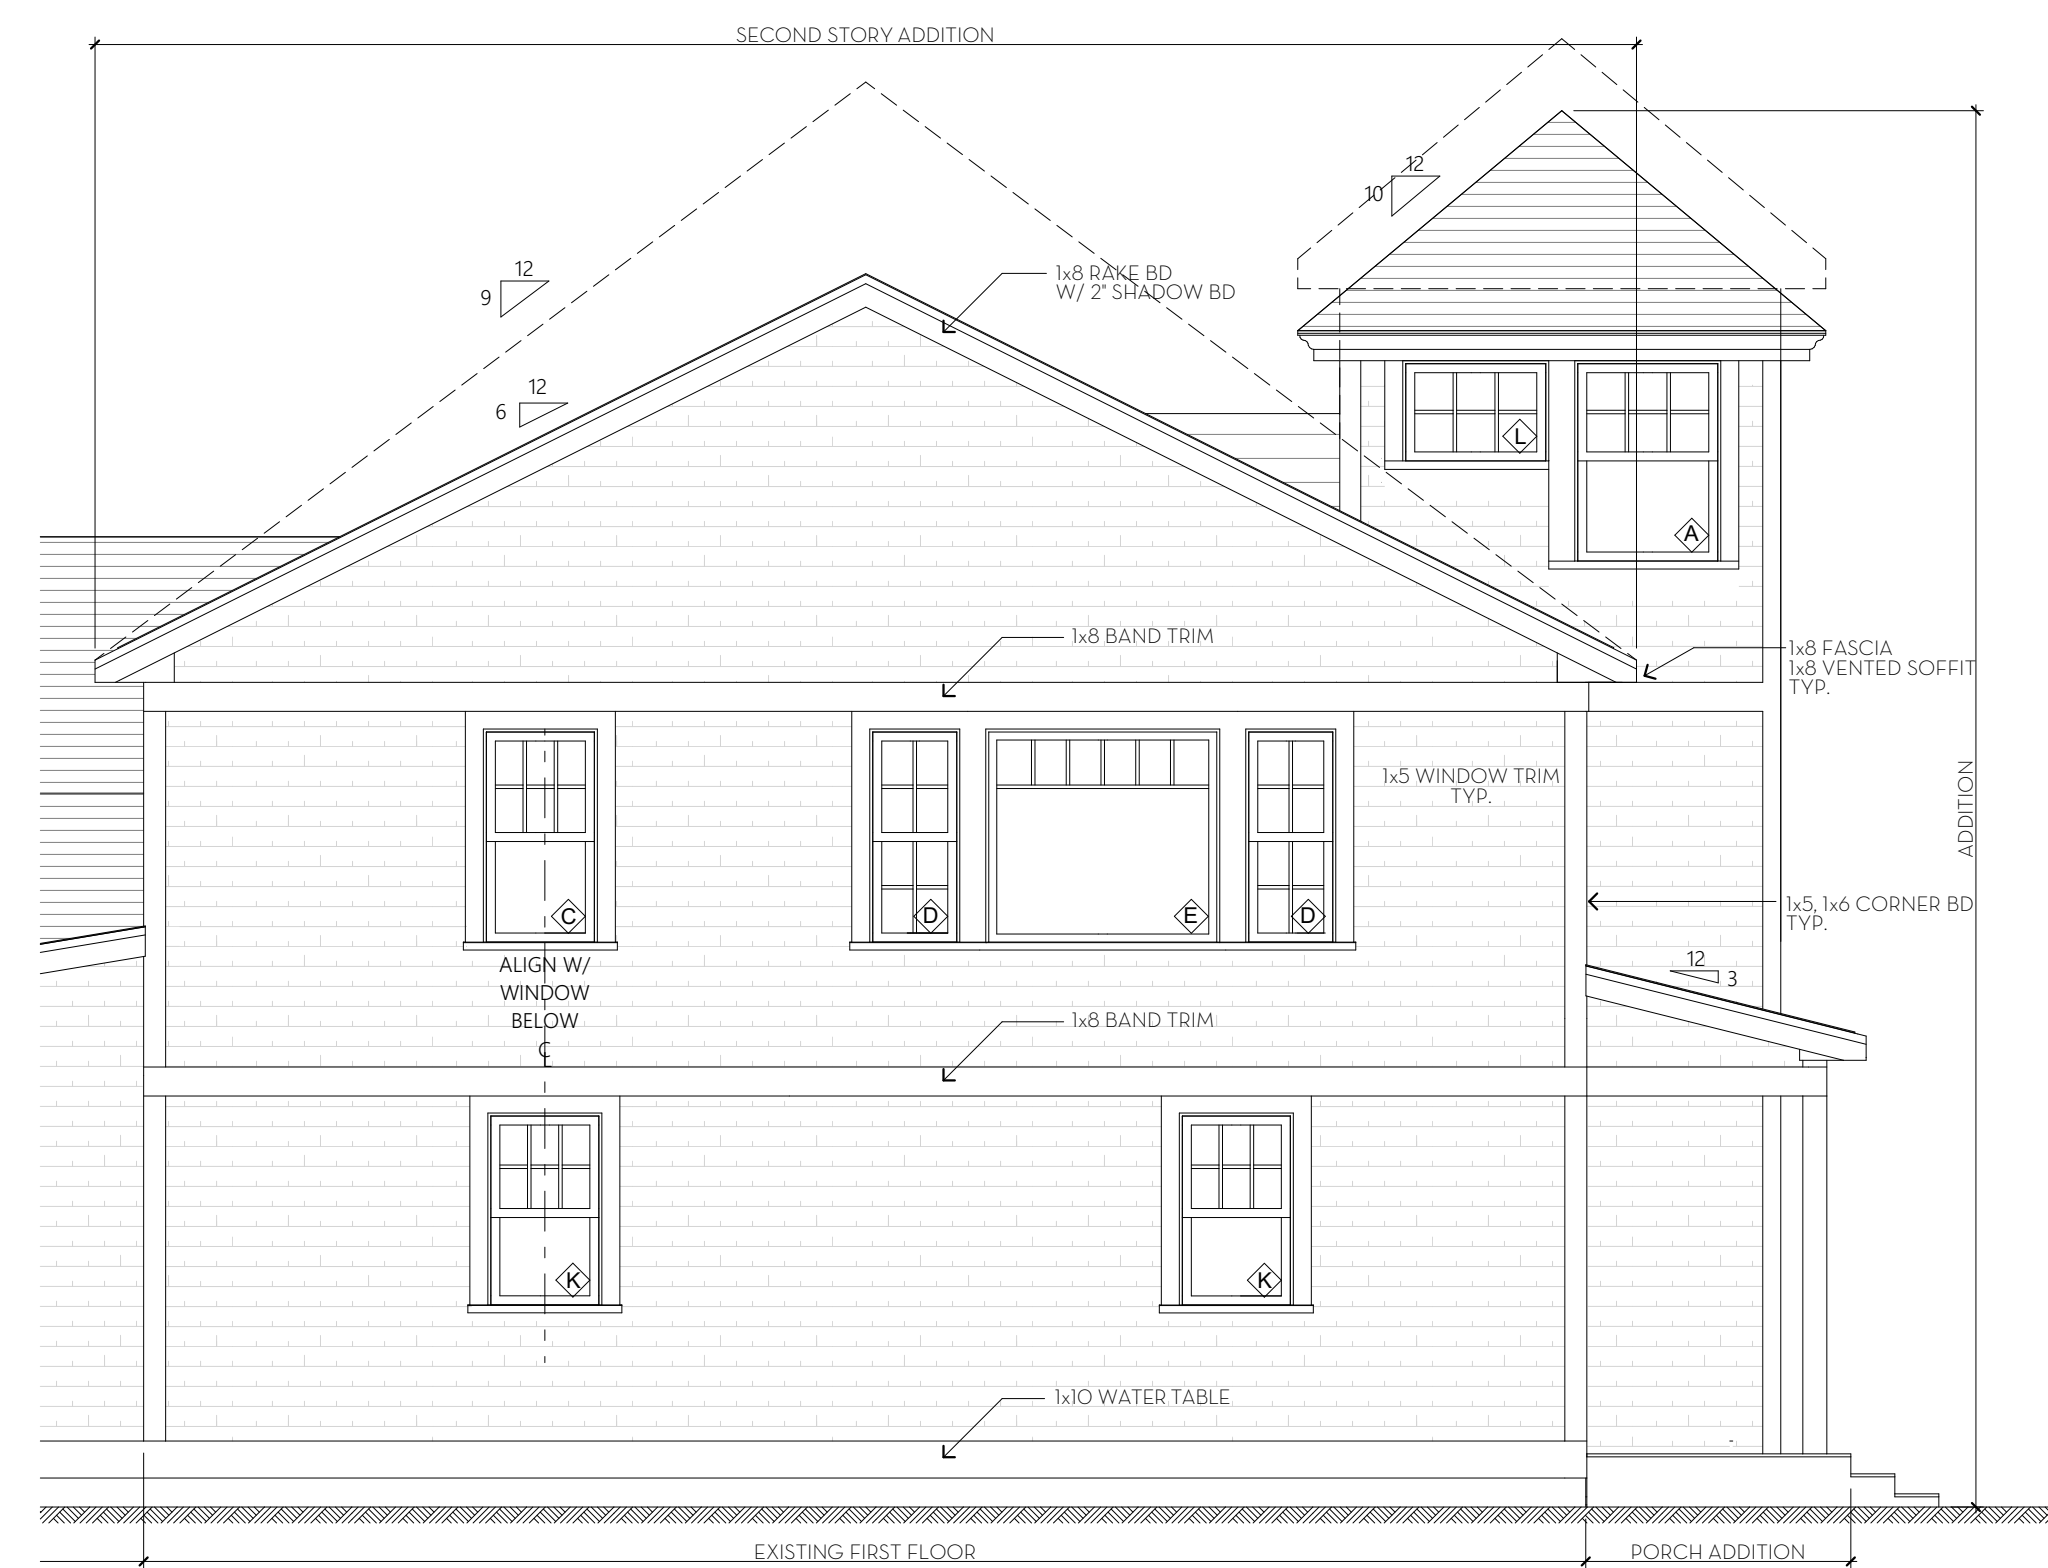 SECOND STORY ADDITION
12
10
12
9
1x8 RAKE BD
W/ 2" SHADOW BD
12
6
L
A
1x8 BAND TRIM
1x8 FASCIA
1x8 VENTED SOFFIT
TYP.
1x5 WINDOW TRIM
TYP.
ADDITION
C
D
E
D
1x5, 1x6 CORNER BD
TYP.
ALIGN W/
WINDOW
BELOW
CL
12
3
1x8 BAND TRIM
K
K
1x10 WATER TABLE
EXISTING FIRST FLOOR
PORCH ADDITION